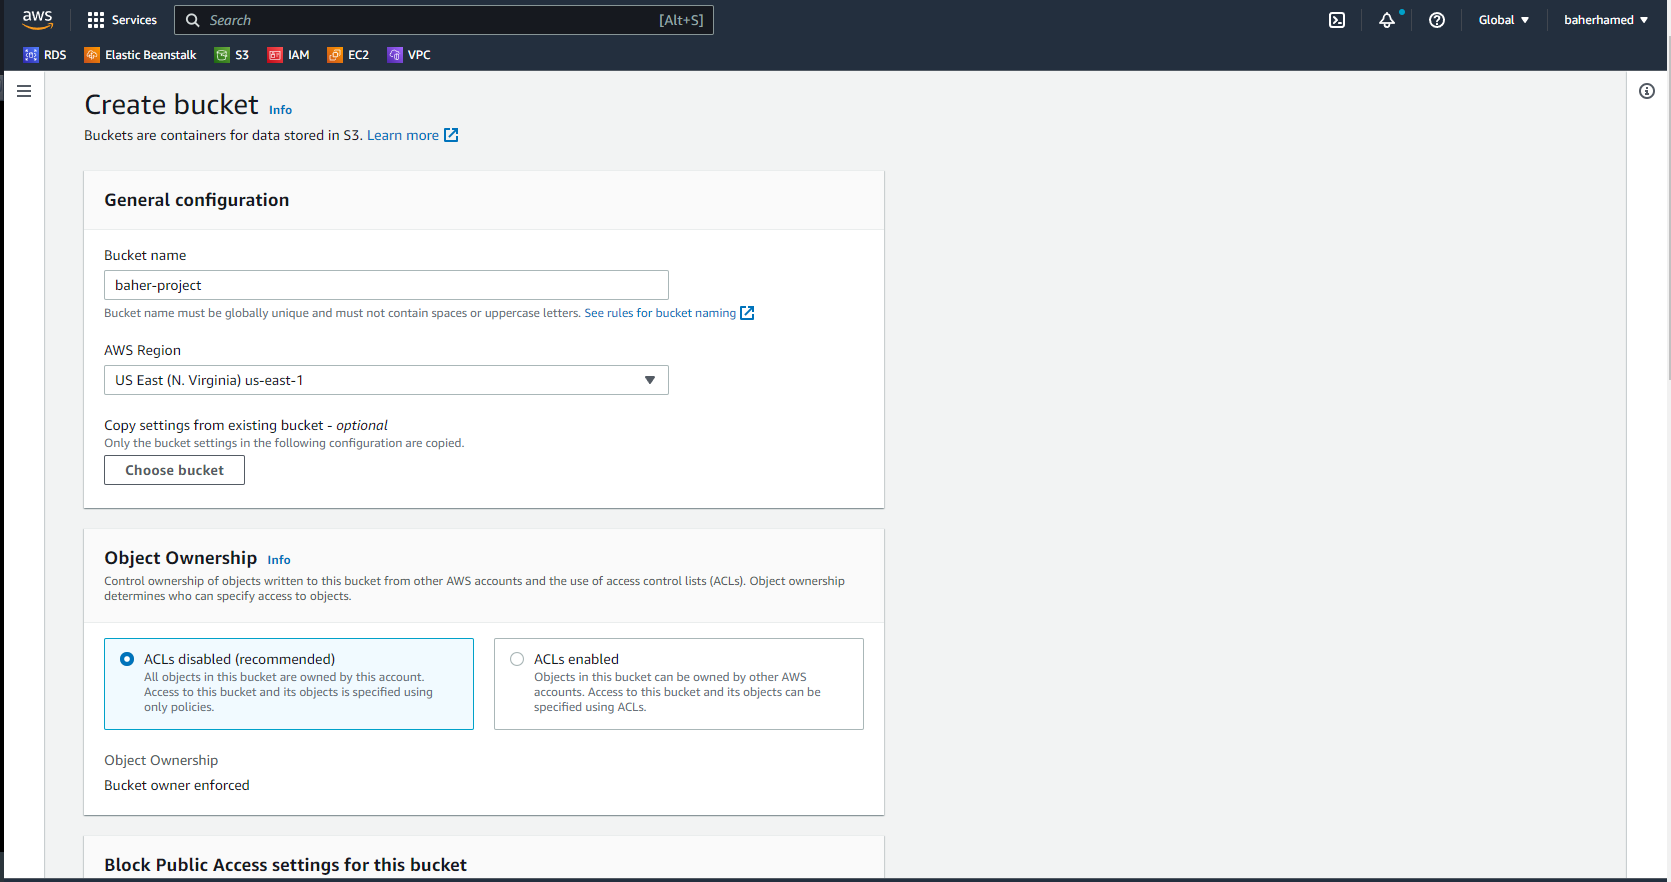 aws
Services
Search
[Alt+S]
Global
baherhamed
RDS
Elastic Beanstalk
S3
IAM
EC2
VPC
Create bucket Info
Buckets are containers for data stored in S3. Learn more
General configuration
Bucket name
baher-project
Bucket name must be globally unique and must not contain spaces or uppercase letters. See rules for bucket naming
AWS Region
US East (N. Virginia) us-east-1
Copy settings from existing bucket - optional
Only the bucket settings in the following configuration are copied.
Choose bucket
Object Ownership Info
Control ownership of objects written to this bucket from other AWS accounts and the use of access control lists (ACLs). Object ownership
determines who can specify access to objects.
ACLs disabled (recommended)
All objects in this bucket are owned by this account.
Access to this bucket and its objects is specified using
only policies.
ACLs enabled
Objects in this bucket can be owned by other AWS
accounts. Access to this bucket and its objects can be
specified using ACLs.
Object Ownership
Bucket owner enforced
Block Public Access settings for this bucket